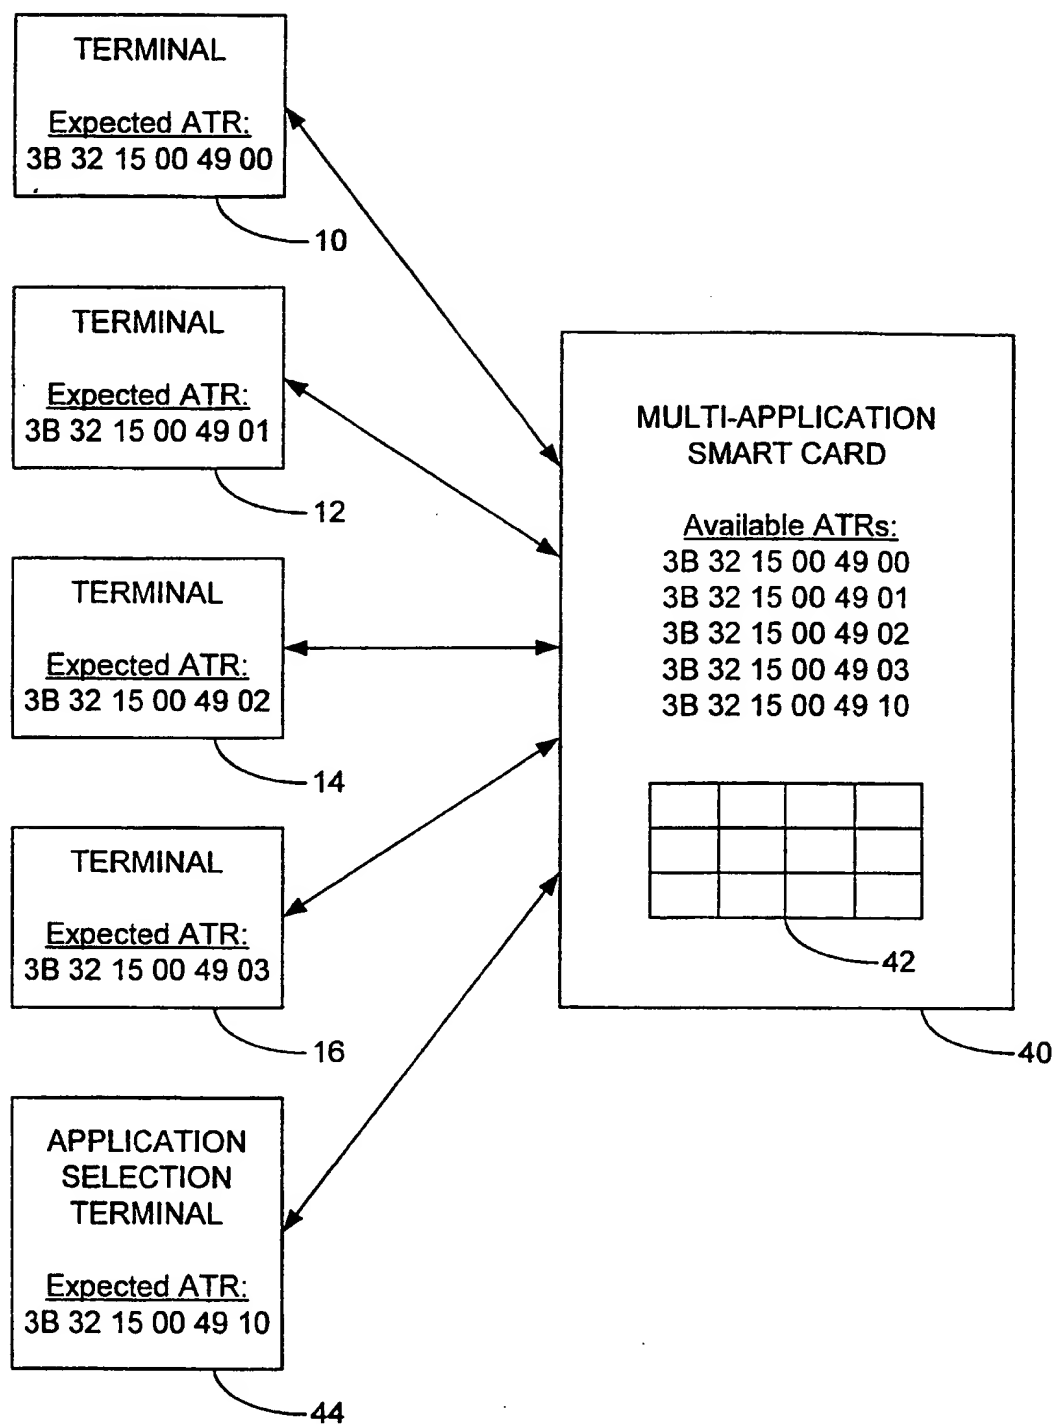 TERMINAL
Expected ATR:
3B 32 15 00 49 00
10
TERMINAL
Expected ATR:
3B 32 15 00 49 01
12
TERMINAL
Expected ATR:
3B 32 15 00 49 02
14
TERMINAL
Expected ATR:
3B 32 15 00 49 03
16
APPLICATION
SELECTION
TERMINAL
Expected ATR:
3B 32 15 00 49 10
44
MULTI-APPLICATION
SMART CARD
Available ATRs:
3B 32 15 00 49 00
3B 32 15 00 49 01
3B 32 15 00 49 02
3B 32 15 00 49 03
3B 32 15 00 49 10
42
40